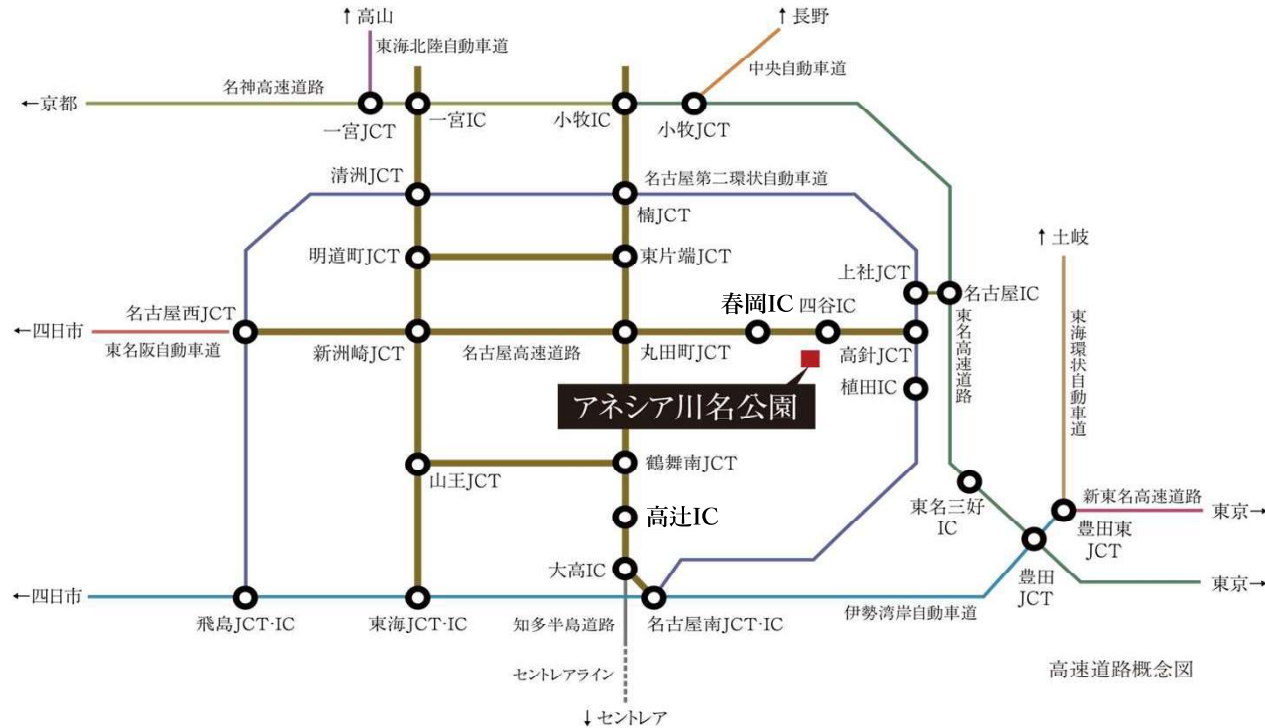 ↑高山
↑長野
東海北陸自動車道
中央自動車道
名神高速道路
←京都
一宮JCT
一宮IC
小牧IC
小牧JCT
清洲JCT
名古屋第二環状自動車道
楠JCT
明道町JCT
東片端JCT
↑土岐
上社JCT
名古屋IC
名古屋西JCT
春岡IC
四谷IC
←四日市
東名阪自動車道
新洲崎JCT
名古屋高速道路
丸田町JCT
高針JCT
東名高速道路
東海環状自動車道
植田IC
アネシア川名公園
山王JCT
鶴舞南JCT
東名三好
IC
新東名高速道路
東京→
高辻IC
豊田東
JCT
大高IC
豊田
JCT
東京→
←四日市
飛島JCT·IC
東海JCT·IC
知多半島道路
名古屋南JCT·IC
伊勢湾岸自動車道
セントレアライン
高速道路概念図
↓セントレア